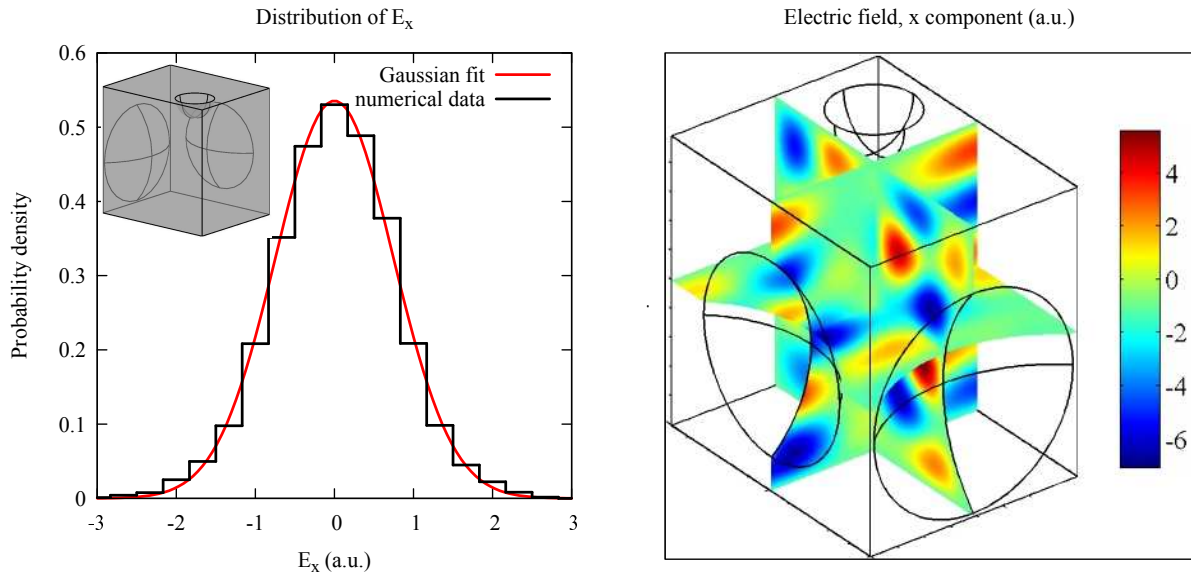 Distribution of Ex
Probability density
0.6
0.5
0.4
0.3
0.2
0.1
0
Gaussian fit
numerical data
-3 -2 -1 0 1 2 3
Ex (a.u.)
Electric field, x component (a.u.)
4
2
0
-2
-4
-6